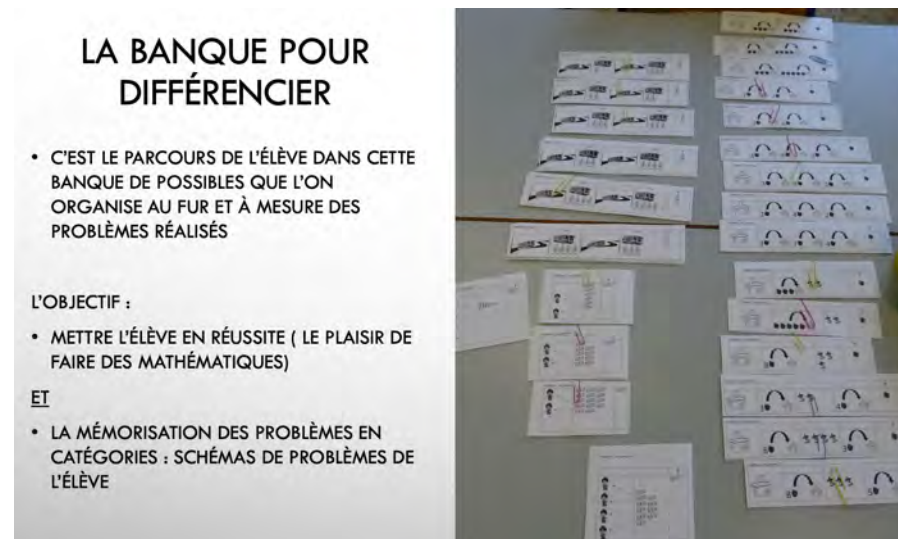 LA BANQUE POUR
DIFFÉRENCIER
• C'EST LE PARCOURS DE L'ÉLÈVE DANS CETTE
BANQUE DE POSSIBLES QUE L'ON
ORGANISE AU FUR ET À MESURE DES
PROBLÈMES RÉALISÉS
L'OBJECTIF :
• METTRE L'ÉLÈVE EN RÉUSSITE ( LE PLAISIR DE
FAIRE DES MATHÉMATIQUES)
ET
• LA MÉMORISATION DES PROBLÈMES EN
CATÉGORIES : SCHÉMAS DE PROBLÈMES DE
L'ÉLÈVE